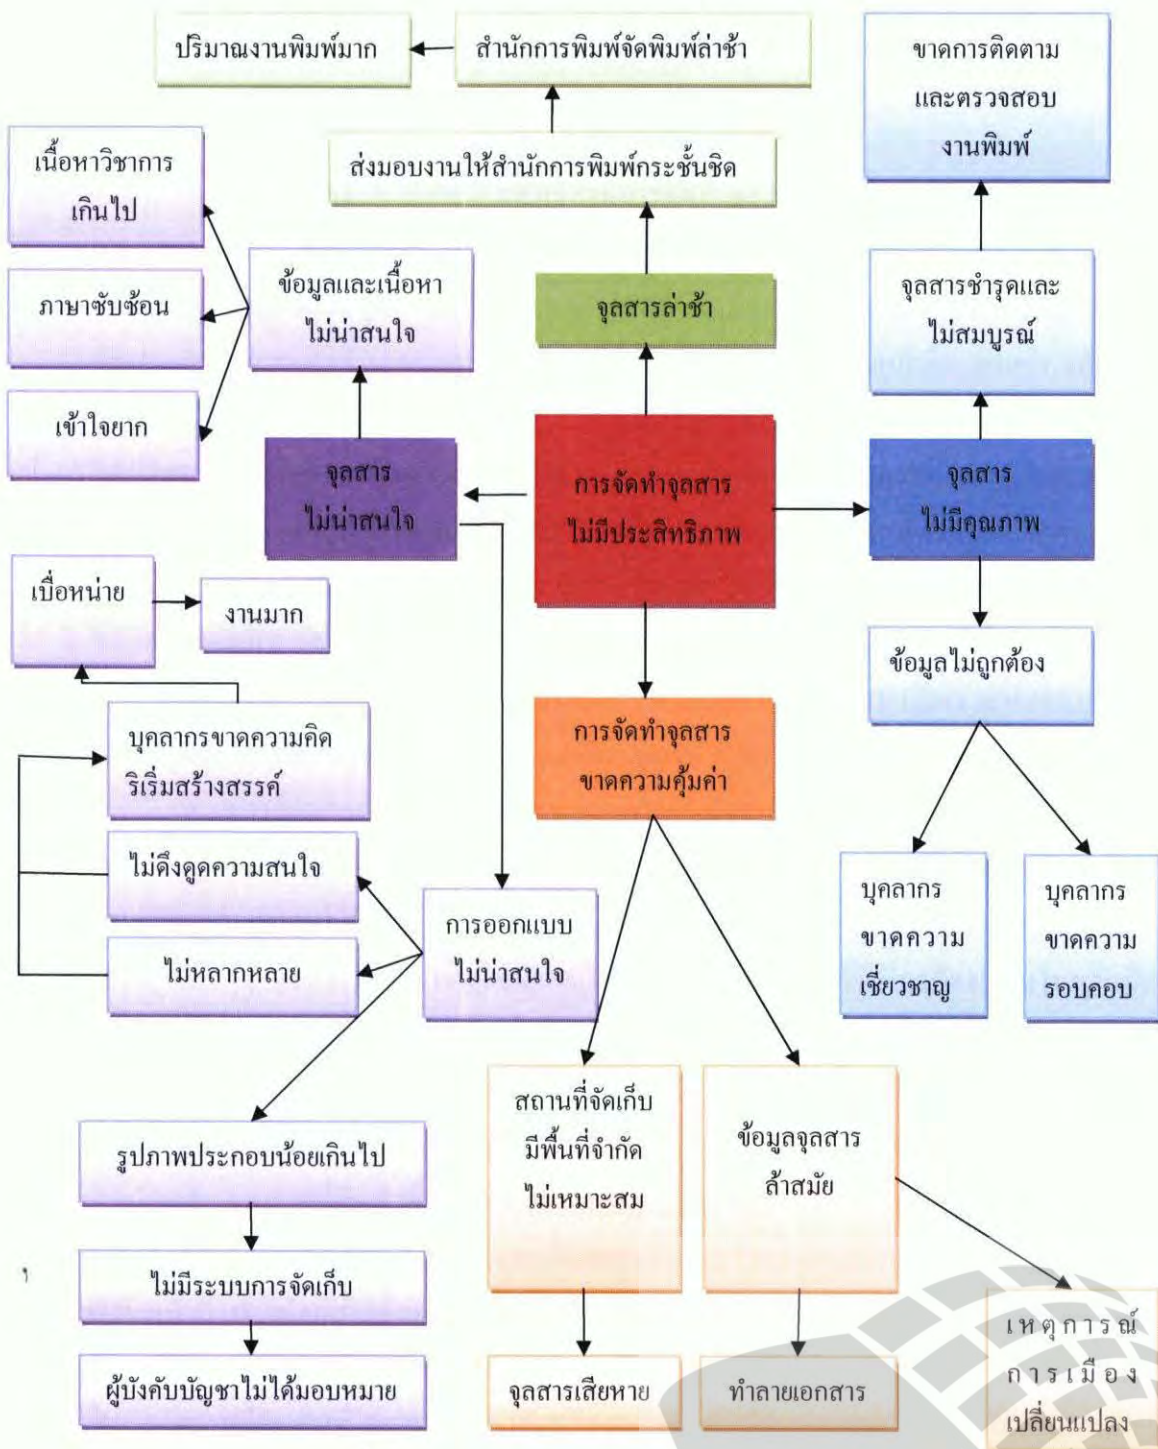 ปริมาณงานพิมพ์มาก
สำนักการพิมพ์จัดพิมพ์ล่าช้า
ขาดการติดตาม
และตรวจสอบ
งานพิมพ์
ส่งมอบงานให้สำนักการพิมพ์กระชั้นชิด
เนื้อหาวิชาการ
เกินไป
ภาษาซับซ้อน
เข้าใจยาก
ข้อมูลและเนื้อหา
ไม่น่าสนใจ
จุลสารล่าช้า
จุลสารชำรุดและ
ไม่สมบูรณ์
จุลสาร
ไม่น่าสนใจ
การจัดทำจุลสาร
ไม่มีประสิทธิภาพ
จุลสาร
ไม่มีคุณภาพ
เบื่อหน่าย
งานมาก
ข้อมูลไม่ถูกต้อง
บุคลากรขาดความคิด
ริเริ่มสร้างสรรค์
การจัดทำจุลสาร
ขาดความคุ้มค่า
ไม่ดึงดูดความสนใจ
ไม่หลากหลาย
การออกแบบ
ไม่น่าสนใจ
บุคลากร
ขาดความ
เชี่ยวชาญ
บุคลากร
ขาดความ
รอบคอบ
รูปภาพประกอบน้อยเกินไป
ไม่มีระบบการจัดเก็บ
ผู้บังคับบัญชาไม่ได้มอบหมาย
สถานที่จัดเก็บ
มีพื้นที่จำกัด
ไม่เหมาะสม
ข้อมูลจุลสาร
ล้าสมัย
จุลสารเสียหาย
ทำลายเอกสาร
เหตุการณ์
การเมือง
เปลี่ยนแปลง